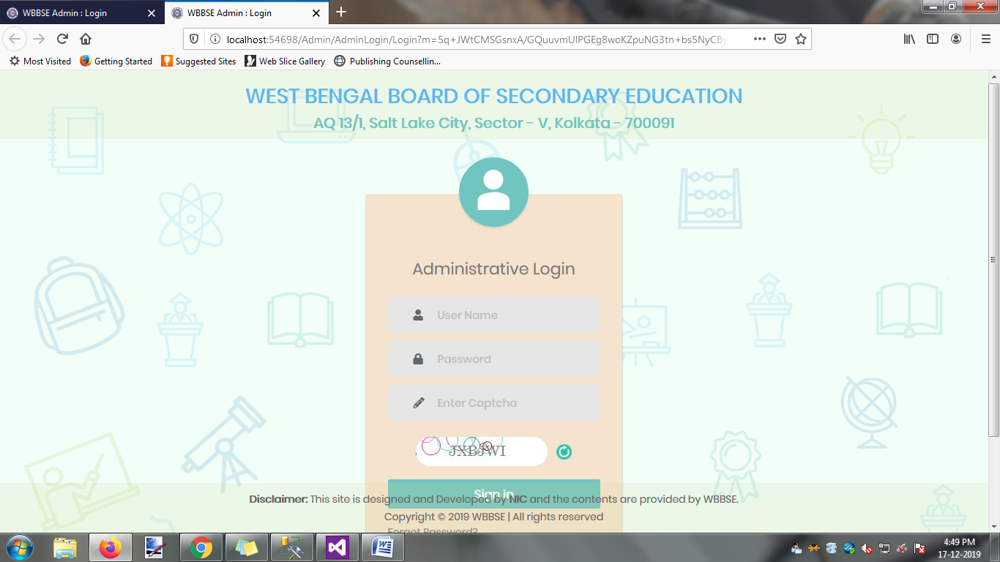 WBBSE Admin : Login
WBBSE Admin : Login
localhost:54698/Admin/AdminLogin/Login?m=5q+JWtCMSGsnxA/GQuuvmUlPGEg8woKZpuNG3tn+bs5NyCBy
Most Visited Getting Started Suggested Sites Web Slice Gallery Publishing Counsellin...
WEST BENGAL BOARD OF SECONDARY EDUCATION
AQ 13/1, Salt Lake City, Sector - V, Kolkata - 700091
Administrative Login
User Name
Password
Enter Captcha
JXBJWI
Sign in
Disclaimer: This site is designed and Developed by NIC and the contents are provided by WBBSE.
Copyright © 2019 WBBSE | All rights reserved
Forgot Password?
4:49 PM
17-12-2019